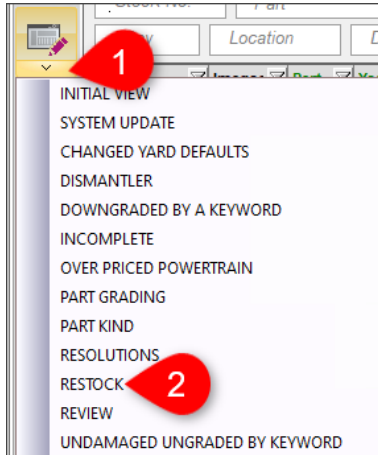 Stock No.
Part
Location
1
Part
INITIAL VIEW
SYSTEM UPDATE
CHANGED YARD DEFAULTS
DISMANTLER
DOWNGRADED BY A KEYWORD
INCOMPLETE
OVER PRICED POWERTRAIN
PART GRADING
PART KIND
RESOLUTIONS
RESTOCK
2
REVIEW
UNDAMAGED UNGRADED BY KEYWORD